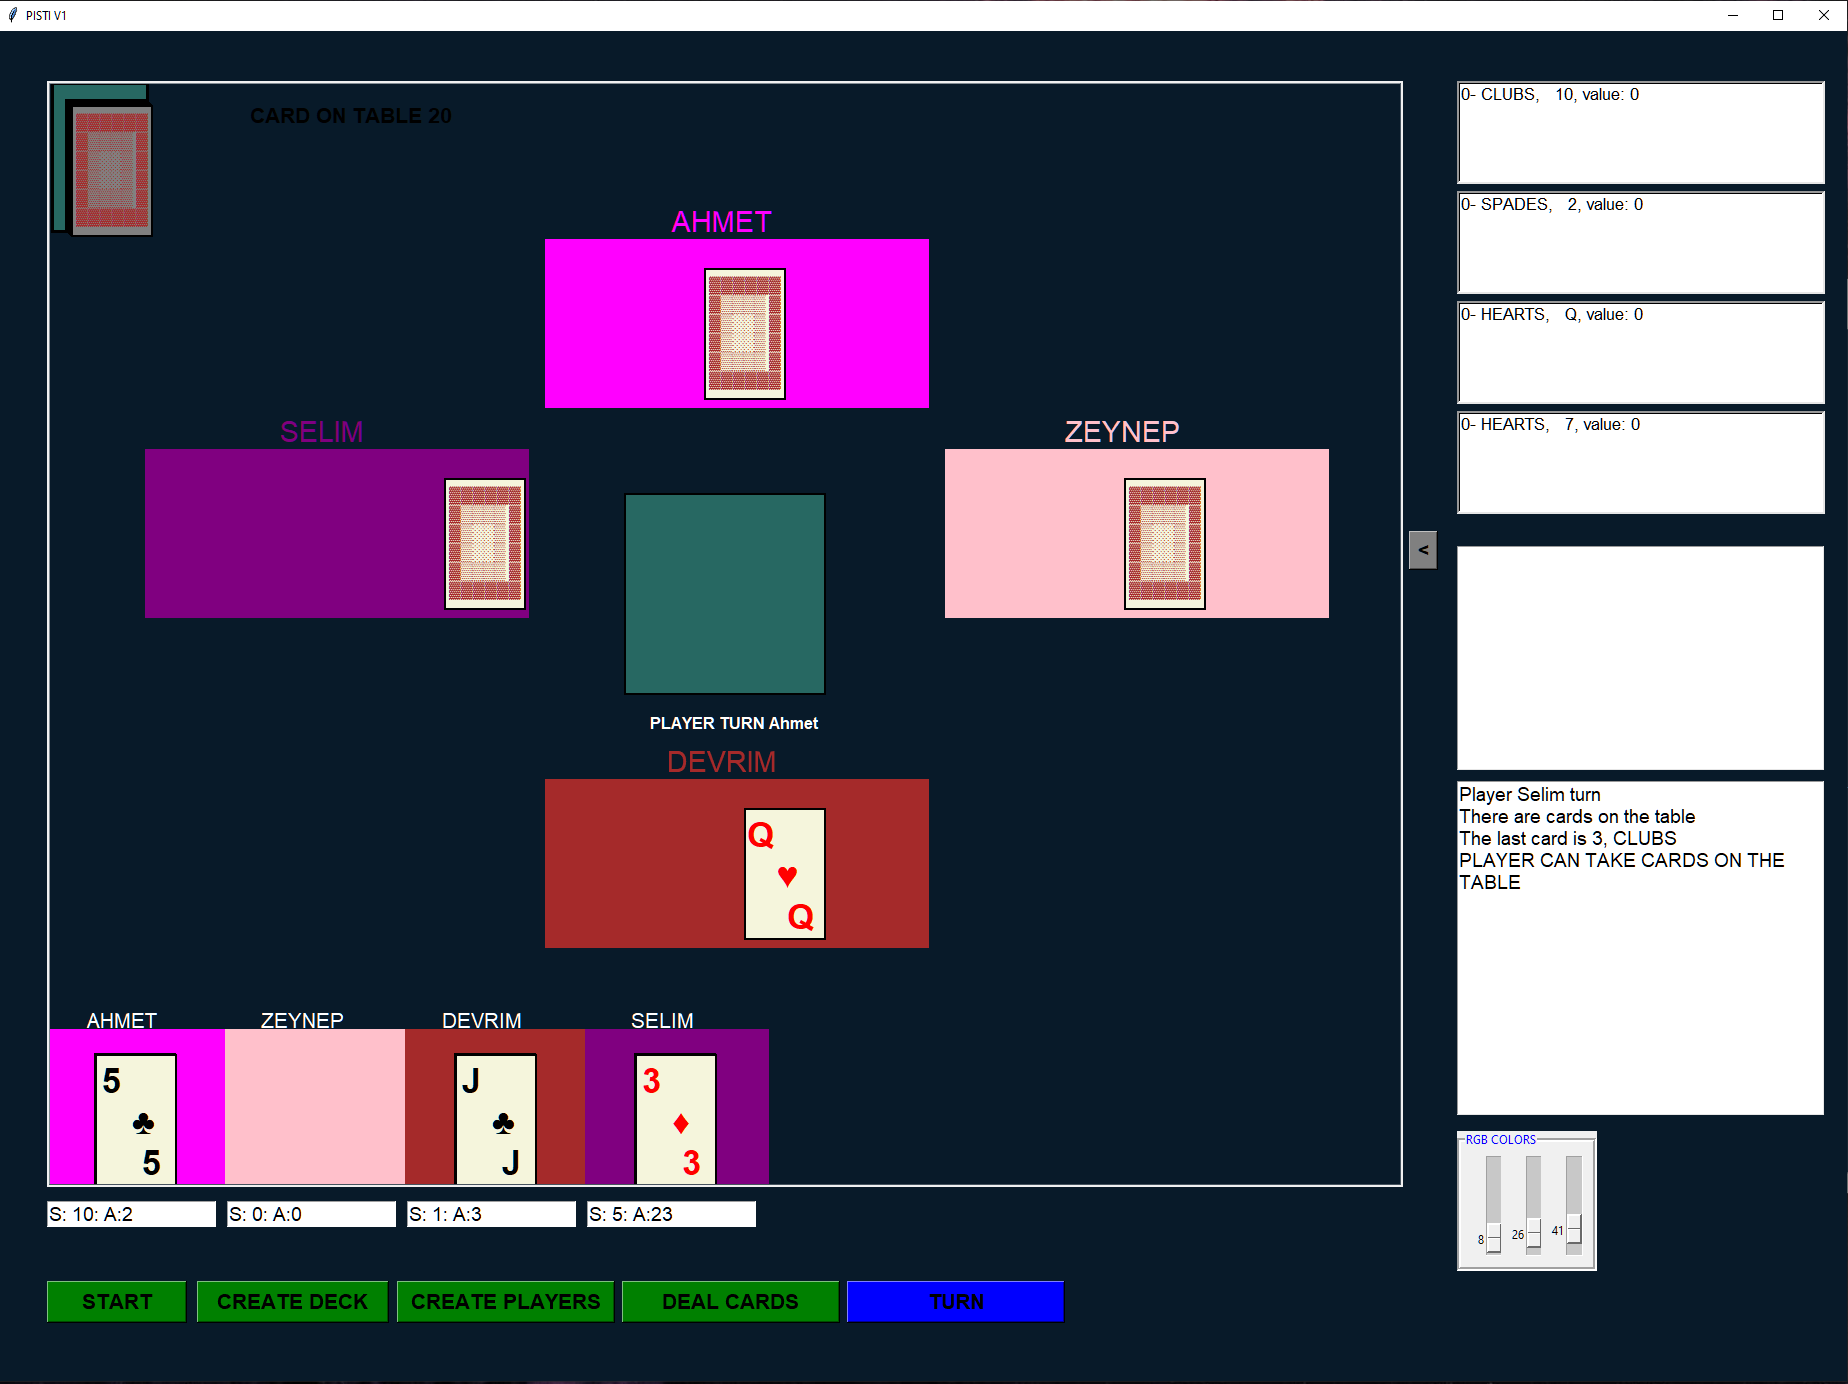 PISTI V1
CARD ON TABLE 20
AHMET
SELIM
ZEYNEP
PLAYER TURN Ahmet
DEVRIM
Q
♥
Q
AHMET
ZEYNEP
DEVRIM
SELIM
5
♣
5
J
♣
J
3
♦
3
S: 10: A:2
S: 0: A:0
S: 1: A:3
S: 5: A:23
START
CREATE DECK
CREATE PLAYERS
DEAL CARDS
TURN
<
0- CLUBS,   10, value: 0
0- SPADES,   2, value: 0
0- HEARTS,   Q, value: 0
0- HEARTS,   7, value: 0
Player Selim turn
There are cards on the table
The last card is 3, CLUBS
PLAYER CAN TAKE CARDS ON THE
TABLE
RGB COLORS
8
26
41